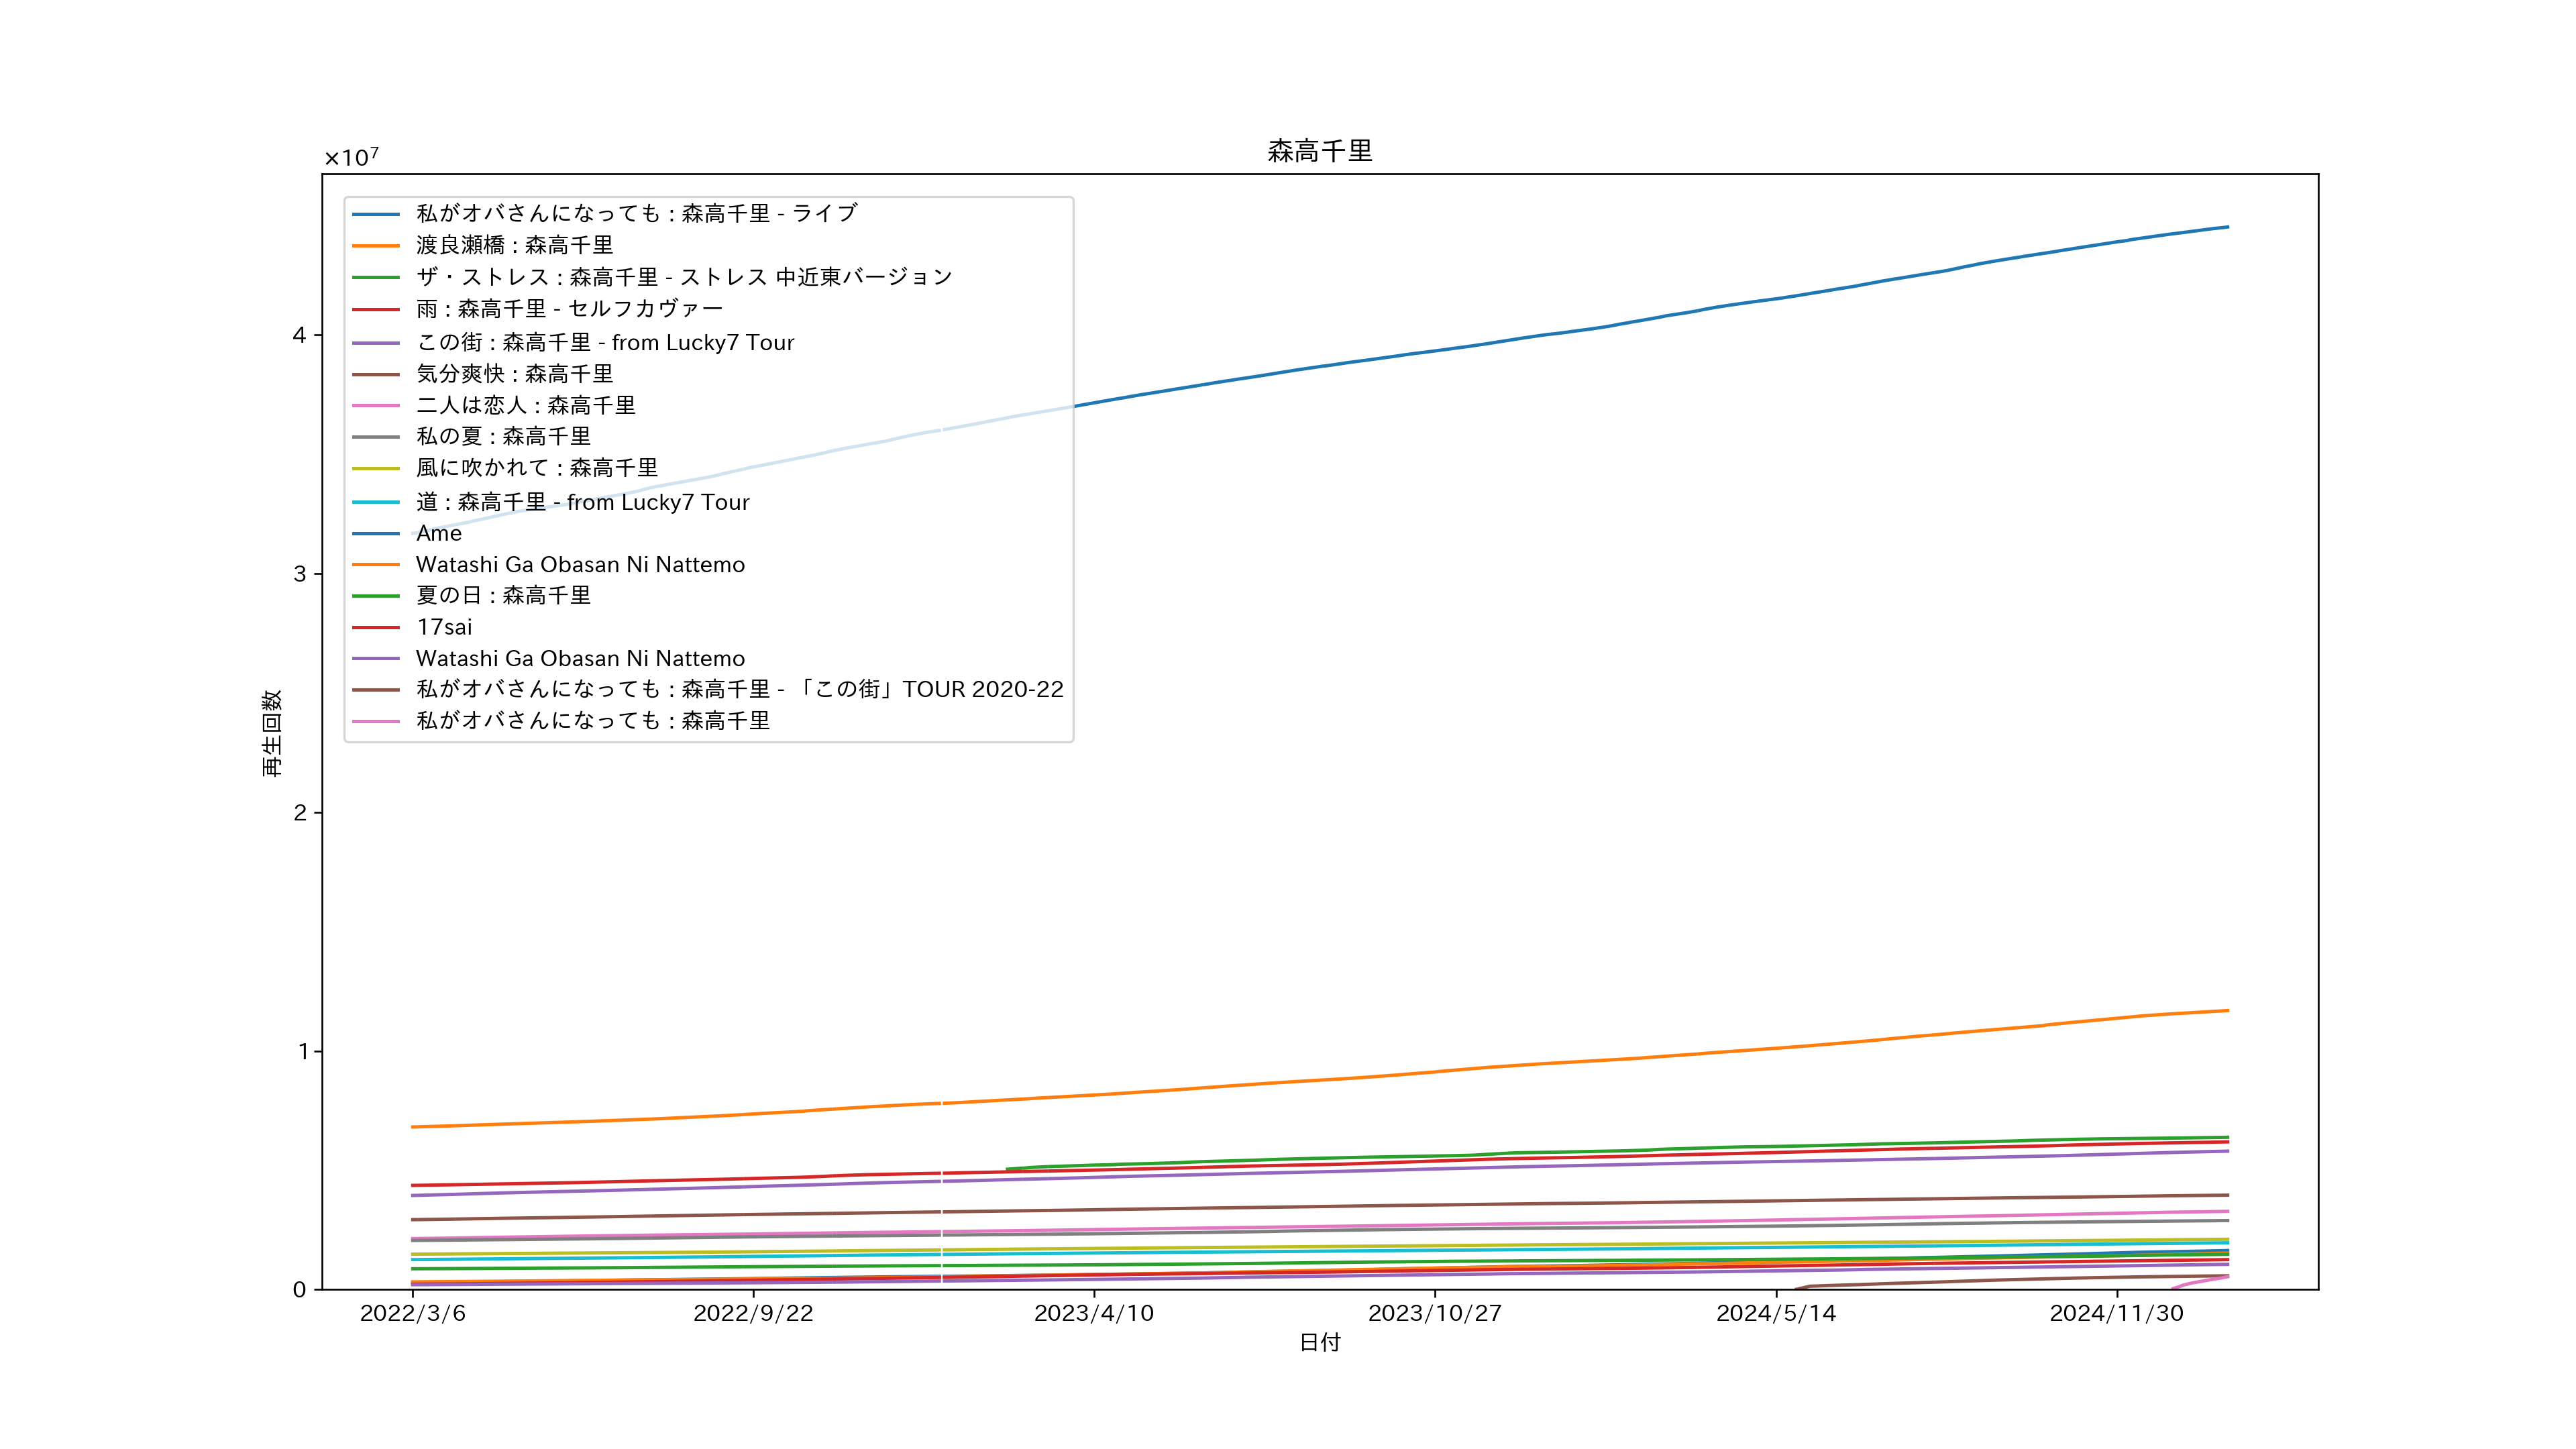 森高千里
×10⁷
私がオバさんになっても : 森高千里 - ライブ
渡良瀬橋 : 森高千里
ザ・ストレス : 森高千里 - ストレス 中近東バージョン
雨 : 森高千里 - セルフカヴァー
この街 : 森高千里 - from Lucky7 Tour
気分爽快 : 森高千里
二人は恋人 : 森高千里
私の夏 : 森高千里
風に吹かれて : 森高千里
道 : 森高千里 - from Lucky7 Tour
Ame
Watashi Ga Obasan Ni Nattemo
夏の日 : 森高千里
17sai
Watashi Ga Obasan Ni Nattemo
私がオバさんになっても : 森高千里 - 「この街」TOUR 2020-22
私がオバさんになっても : 森高千里
4
3
2
1
0
再生回数
2022/3/6 2022/9/22 2023/4/10 2023/10/27 2024/5/14 2024/11/30
日付